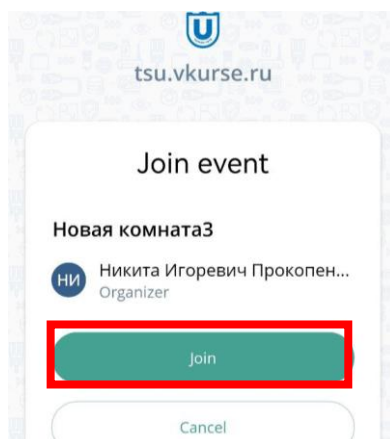 tsu.vkurse.ru
Join event
Новая комната3
НИ
Никита Игоревич Прокопен...
Organizer
Join
Cancel